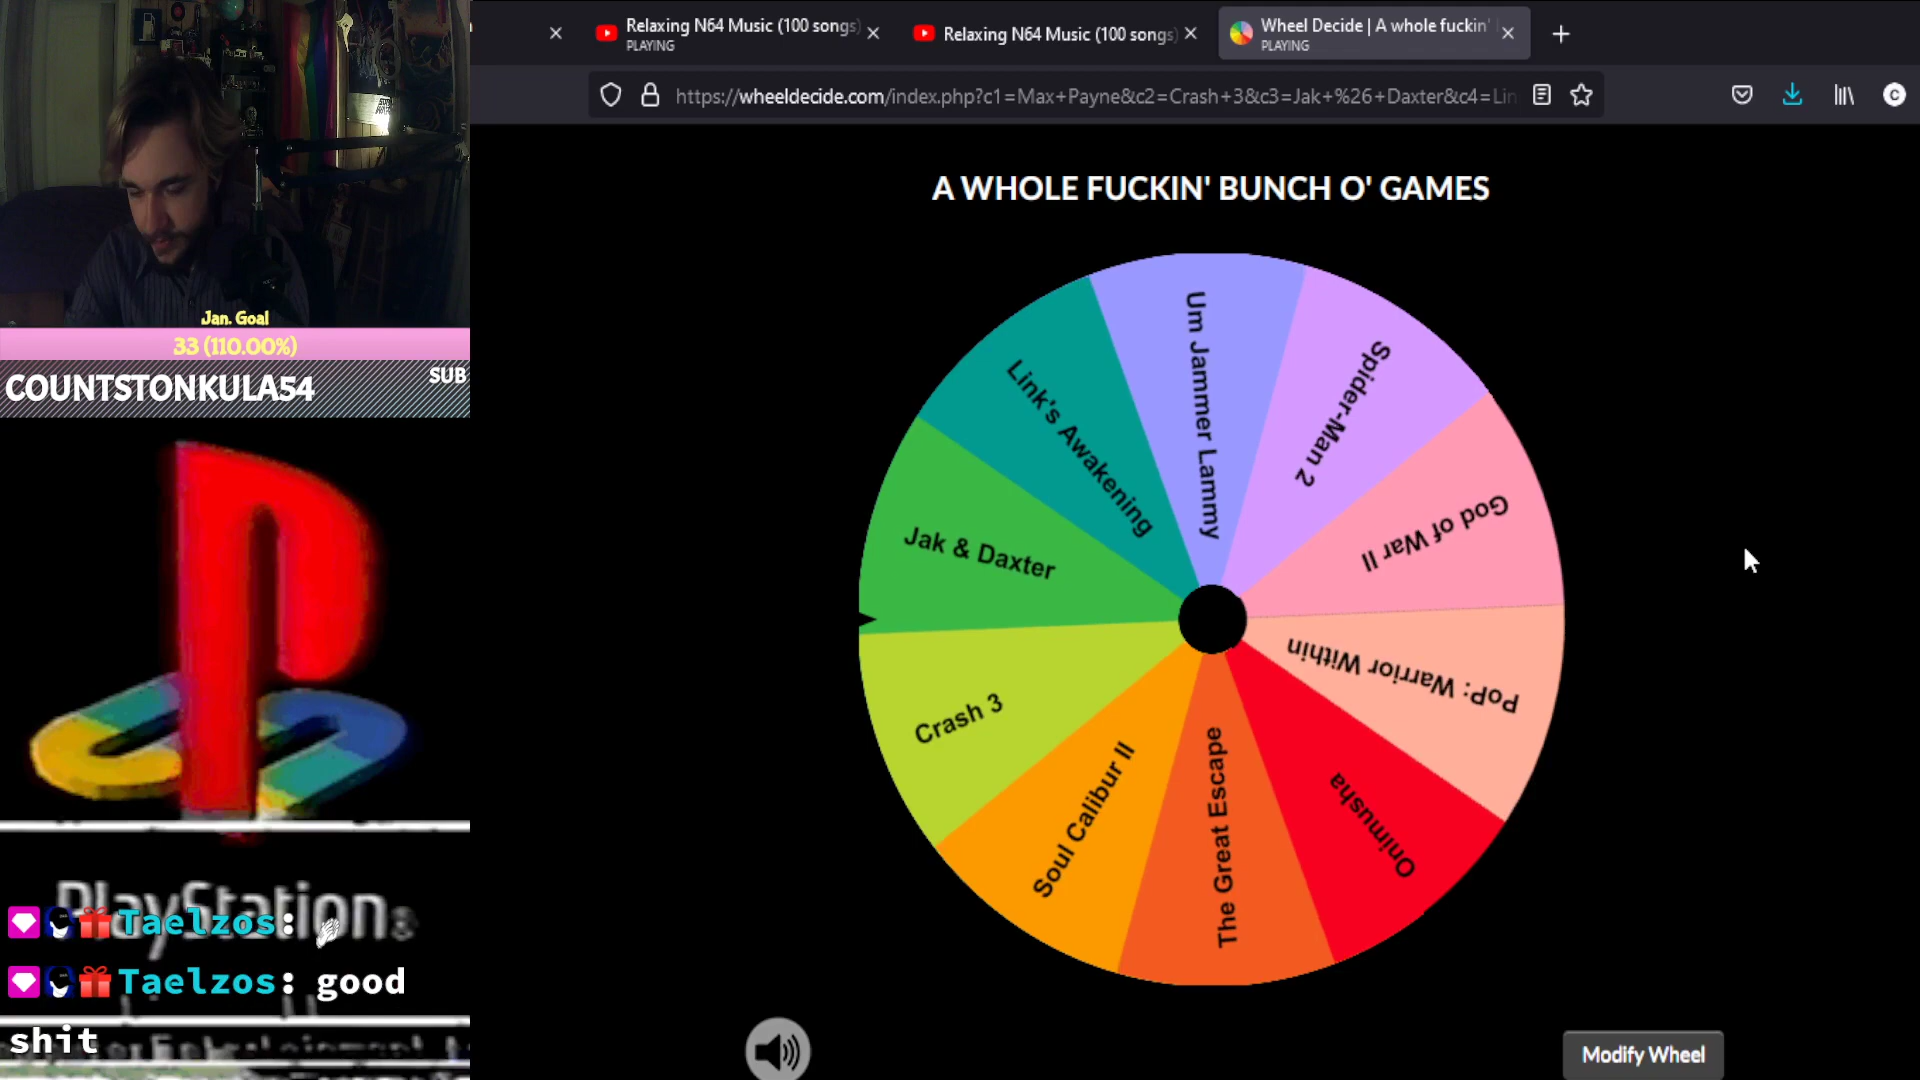 Relaxing N64 Music (100 songs)
PLAYING
Relaxing N64 Music (100 songs)
Wheel Decide | A whole fuckin'
PLAYING
https://wheeldecide.com/index.php?c1=Max+Payne&c2=Crash+3&c3=Jak+%26+Daxter&c4=Lin
A WHOLE FUCKIN' BUNCH O' GAMES
Um Jammer Lammy
Spider-Man 2
God of War II
PoP: Warrior Within
Onimusha
The Great Escape
Soul Calibur II
Crash 3
Jak & Daxter
Link's Awakening
Modify Wheel
Jan. Goal
33 (110.00%)
COUNTSTONKULA54
SUB
PlayStation®
Taelzos:
Taelzos: good
shit